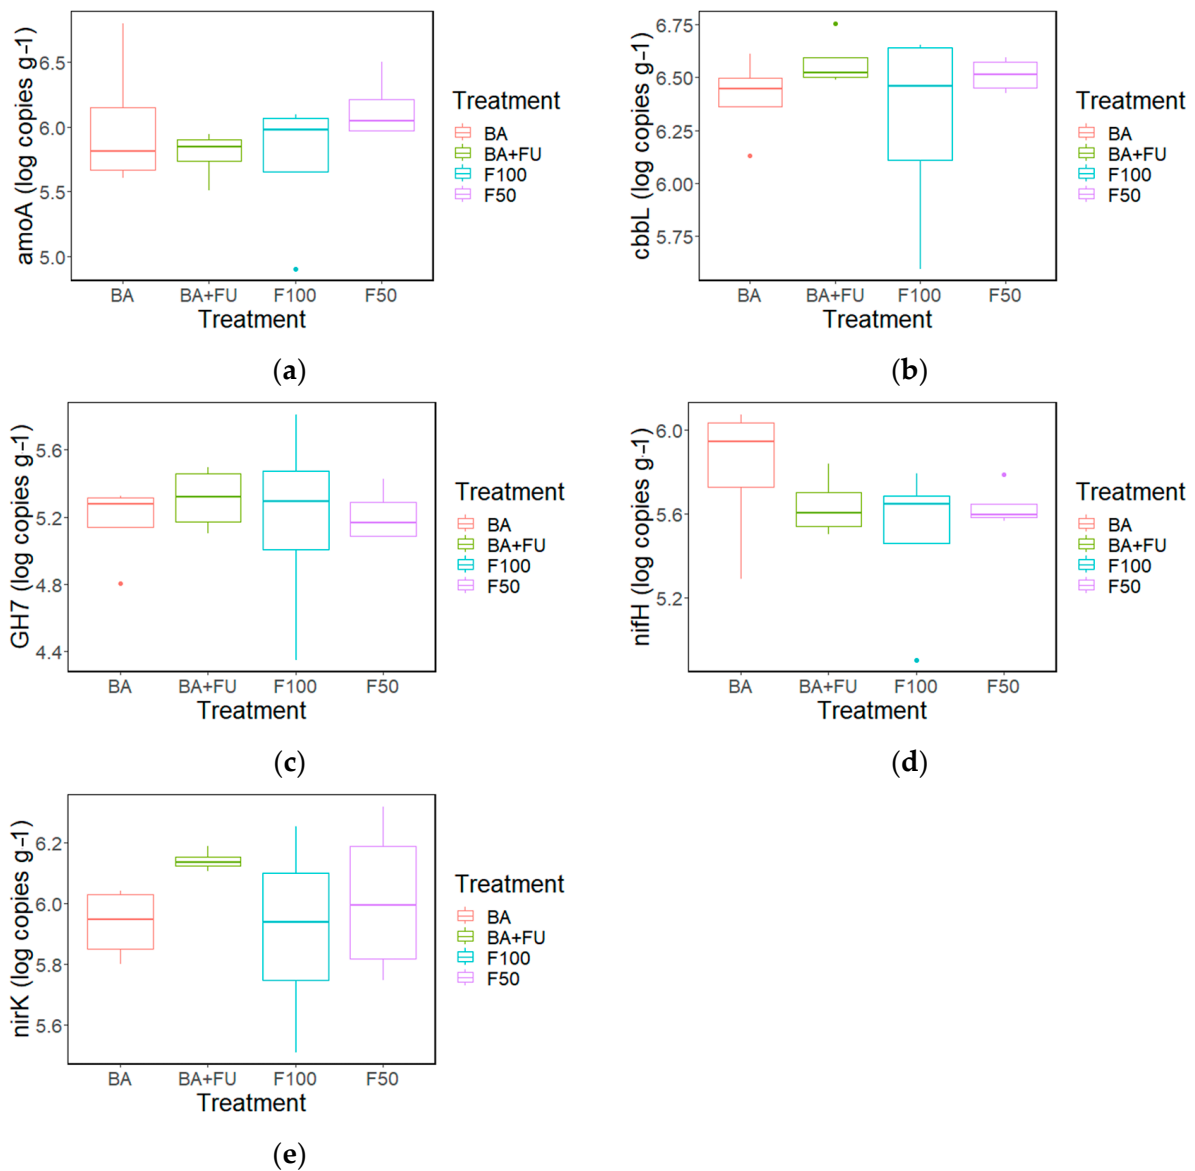 amoA (log copies g−1)
6.5
6.0
5.5
5.0
BA
BA+FU
F100
F50
Treatment
Treatment
BA
BA+FU
F100
F50
(a)
cbbL (log copies g−1)
6.75
6.50
6.25
6.00
5.75
BA
BA+FU
F100
F50
Treatment
Treatment
BA
BA+FU
F100
F50
(b)
GH7 (log copies g−1)
5.6
5.2
4.8
4.4
BA
BA+FU
F100
F50
Treatment
Treatment
BA
BA+FU
F100
F50
(c)
nifH (log copies g−1)
6.0
5.6
5.2
BA
BA+FU
F100
F50
Treatment
Treatment
BA
BA+FU
F100
F50
(d)
nirK (log copies g−1)
6.2
6.0
5.8
5.6
BA
BA+FU
F100
F50
Treatment
Treatment
BA
BA+FU
F100
F50
(e)